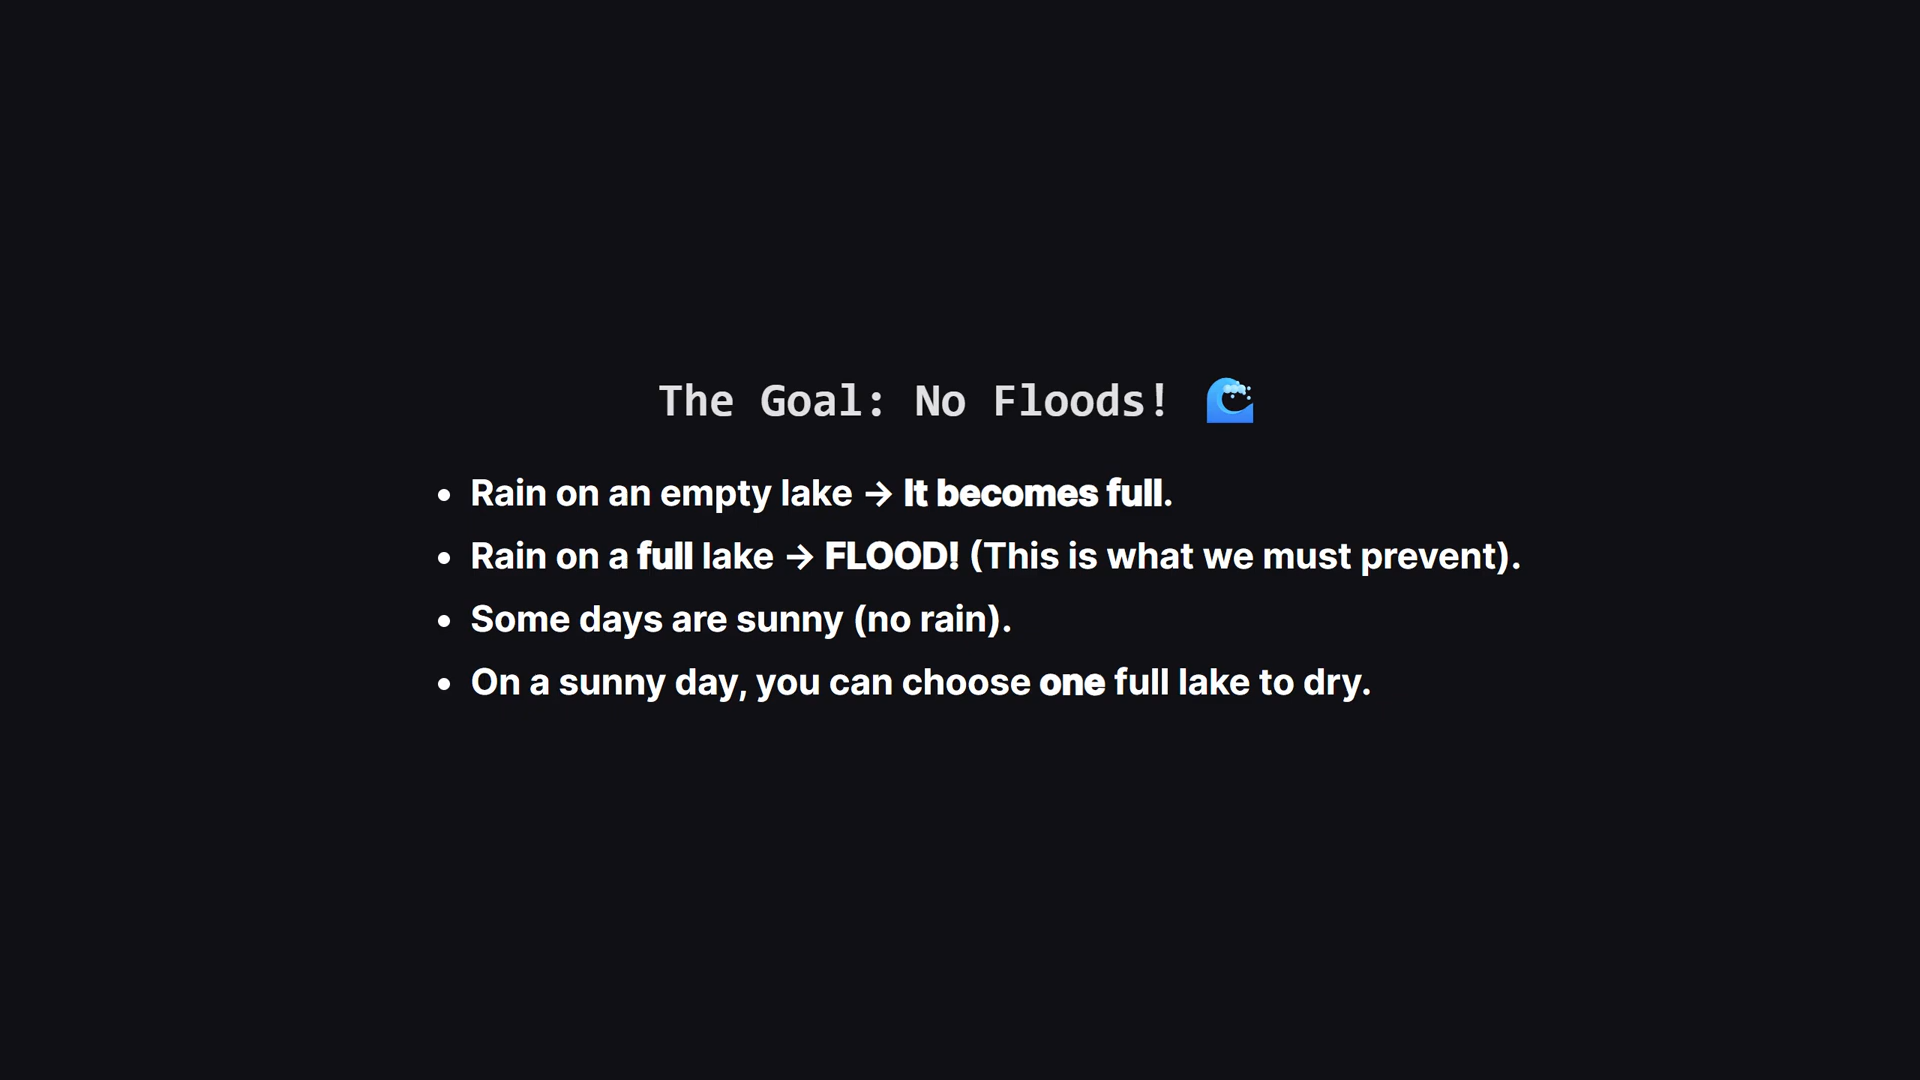 The Goal: No Floods! 🌊
• Rain on an empty lake → It becomes full.
• Rain on a full lake → FLOOD! (This is what we must prevent).
• Some days are sunny (no rain).
• On a sunny day, you can choose one full lake to dry.